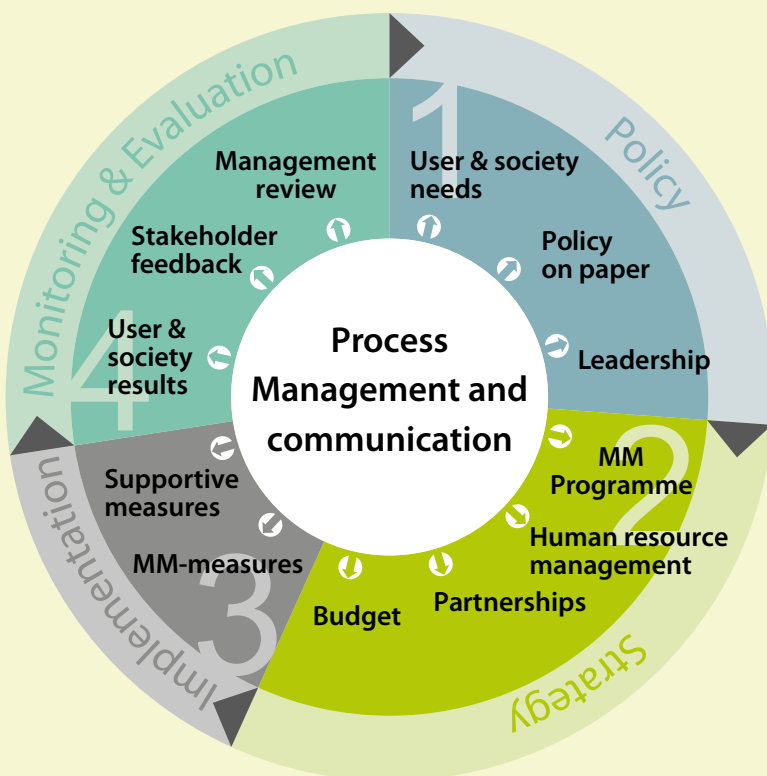 1
Policy
User & society
needs
Policy
on paper
Leadership
2
Strategy
MM
Programme
Human resource
management
Partnerships
Budget
3
Implementation
MM-measures
Supportive
measures
4
Monitoring & Evaluation
User &
society
results
Stakeholder
feedback
Management
review
Process
Management and
communication